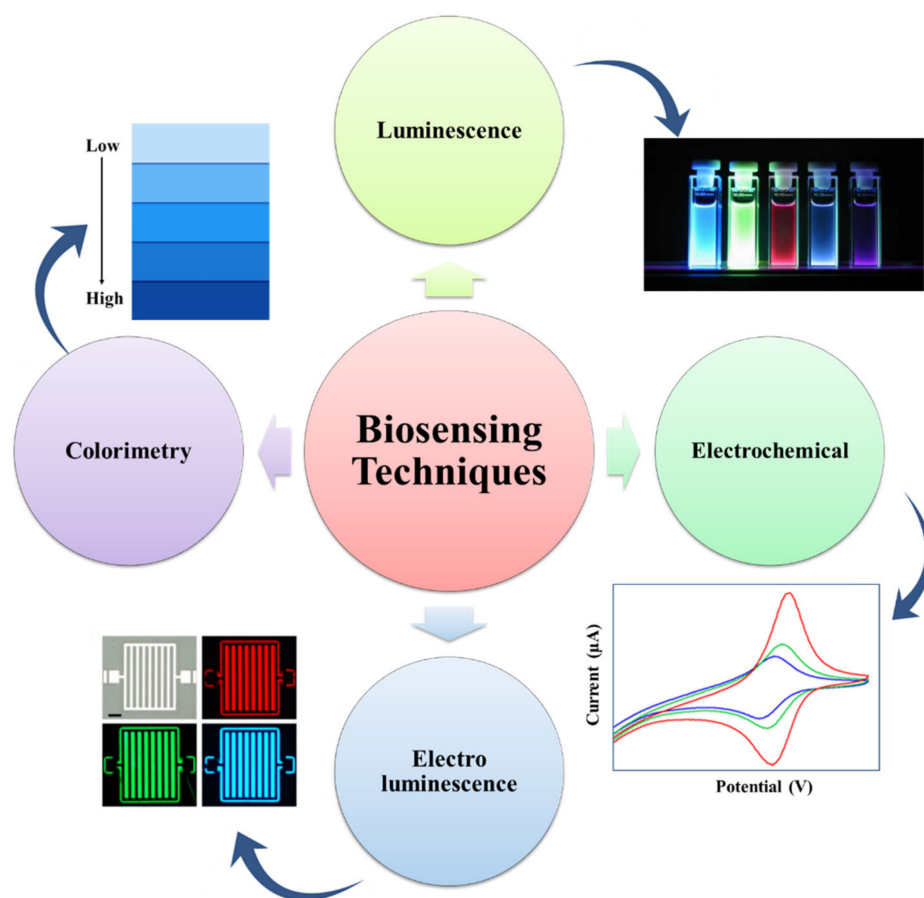 Luminescence
Low
High
Biosensing
Techniques
Colorimetry
Electrochemical
Electro
luminescence
Current (µA)
Potential (V)